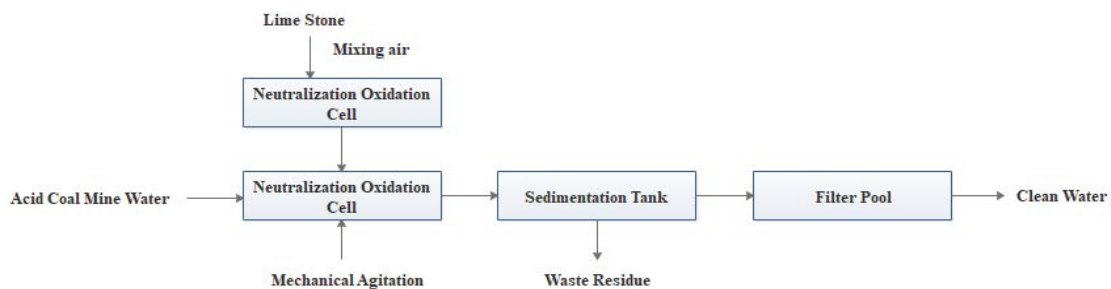 Lime Stone
Mixing air
Neutralization Oxidation
Cell
Acid Coal Mine Water
Neutralization Oxidation
Cell
Sedimentation Tank
Filter Pool
Clean Water
Mechanical Agitation
Waste Residue